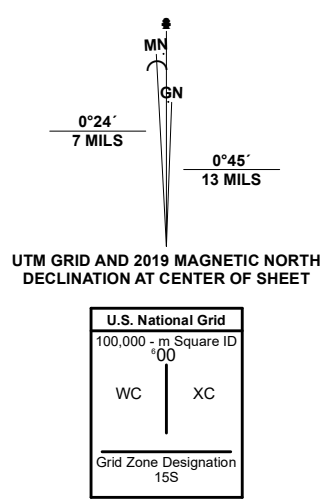 MN
GN
0°24´
7 MILS
0°45´
13 MILS
UTM GRID AND 2019 MAGNETIC NORTH
DECLINATION AT CENTER OF SHEET
U.S. National Grid
100,000 - m Square ID
⁶00
WC XC
Grid Zone Designation
15S